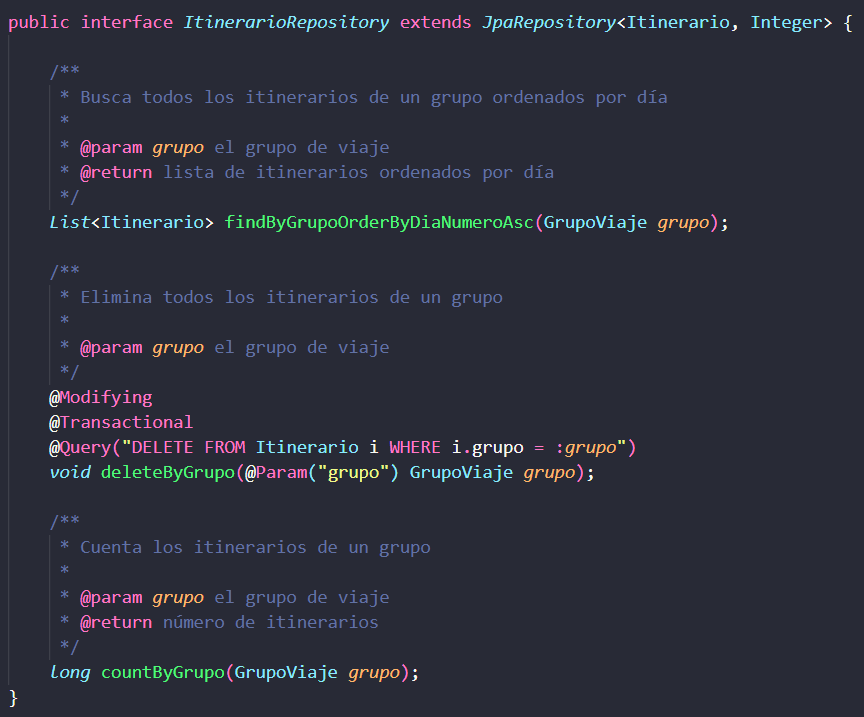 public interface ItinerarioRepository extends JpaRepository<Itinerario, Integer> {
/**
* Busca todos los itinerarios de un grupo ordenados por día
*
* @param grupo el grupo de viaje
* @return lista de itinerarios ordenados por día
*/
List<Itinerario> findByGrupoOrderByDiaNumeroAsc(GrupoViaje grupo);
/**
* Elimina todos los itinerarios de un grupo
*
* @param grupo el grupo de viaje
*/
@Modifying
@Transactional
@Query("DELETE FROM Itinerario i WHERE i.grupo = :grupo")
void deleteByGrupo(@Param("grupo") GrupoViaje grupo);
/**
* Cuenta los itinerarios de un grupo
*
* @param grupo el grupo de viaje
* @return número de itinerarios
*/
long countByGrupo(GrupoViaje grupo);
}